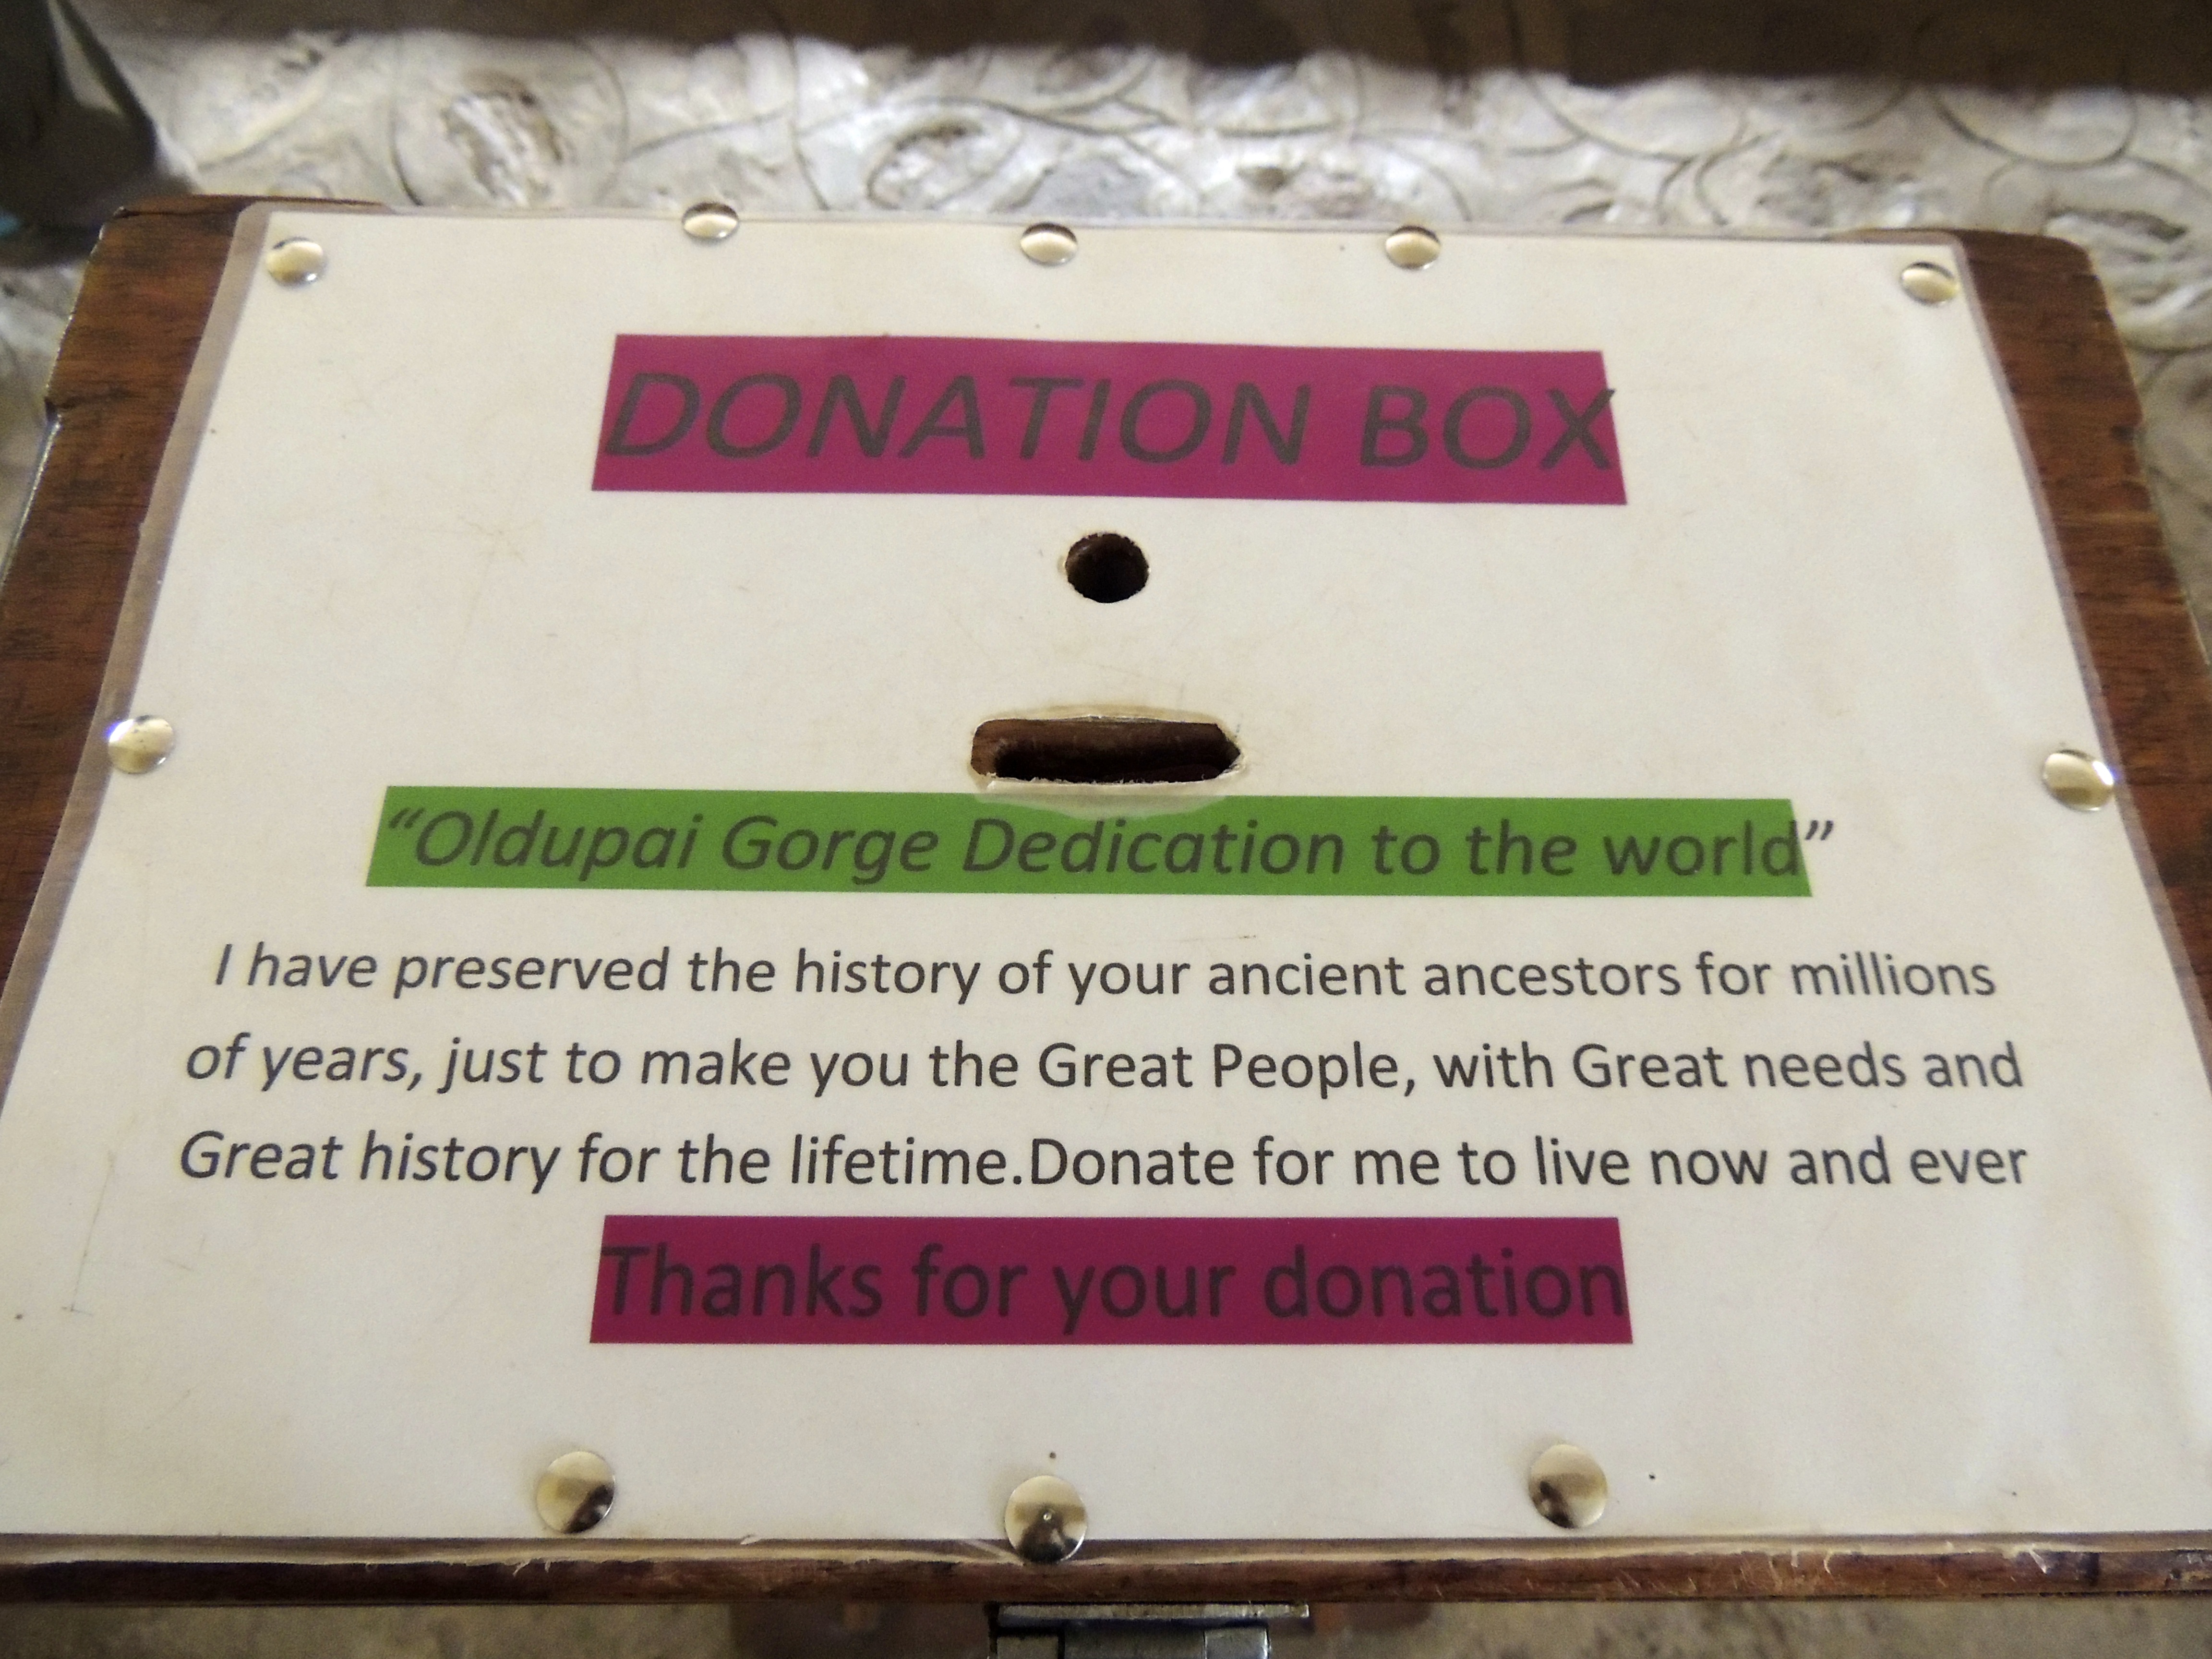 DONATION BOX
“Oldupai Gorge Dedication to the world”
I have preserved the history of your ancient ancestors for millions
of years, just to make you the Great People, with Great needs and
Great history for the lifetime.Donate for me to live now and ever
Thanks for your donation